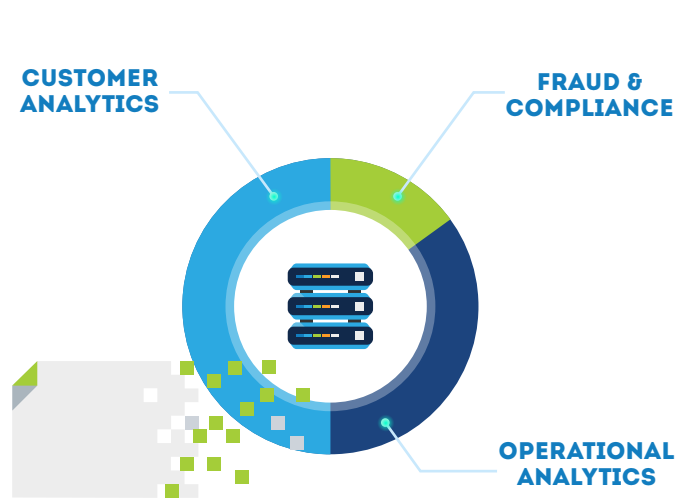 CUSTOMER
ANALYTICS
FRAUD &
COMPLIANCE
OPERATIONAL
ANALYTICS